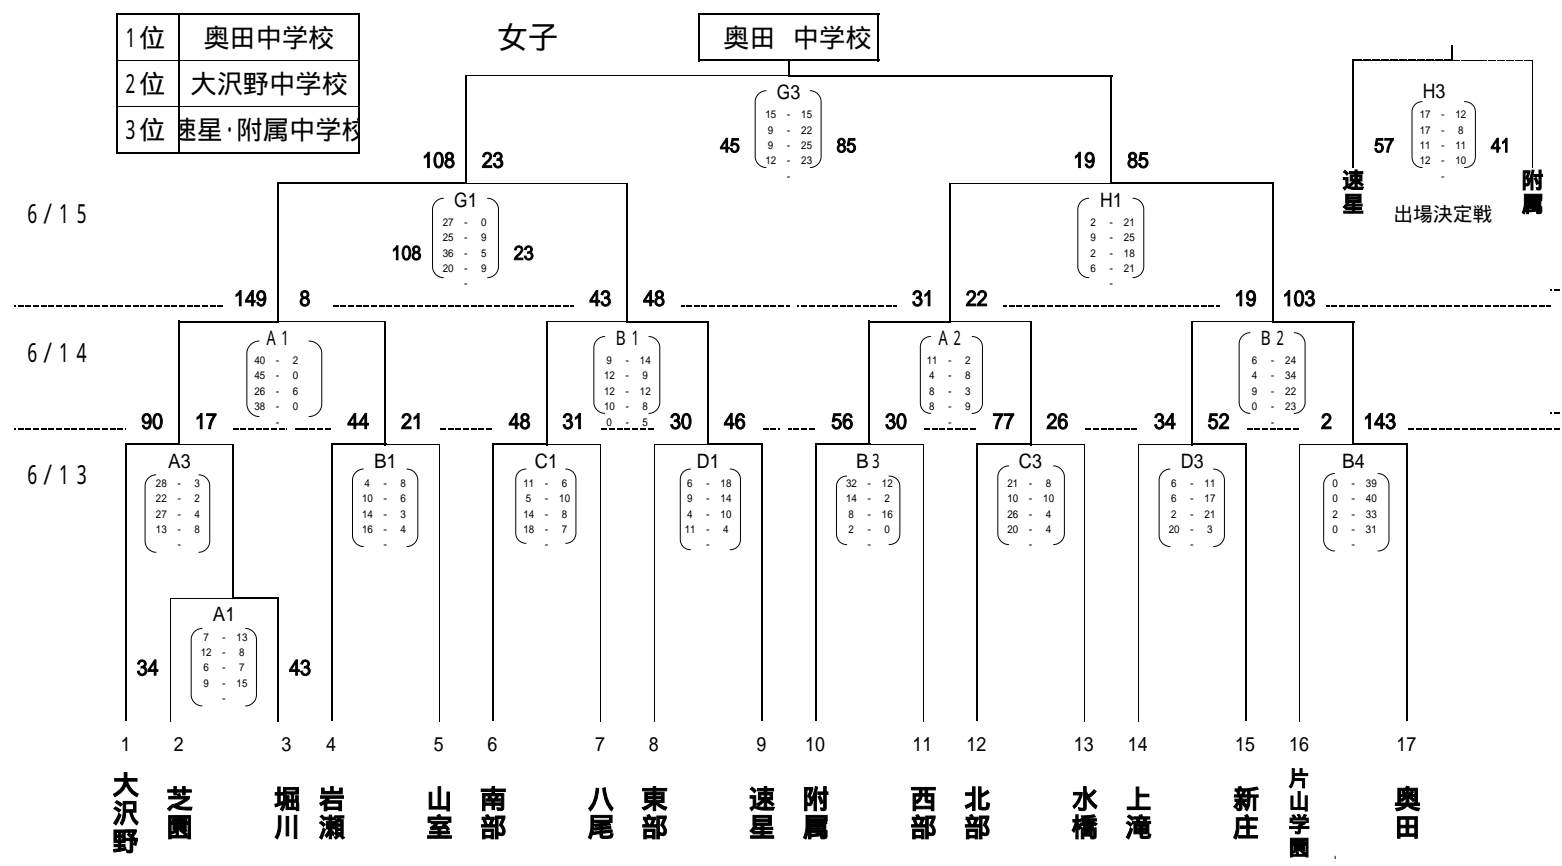 1位 奥田中学校
2位 大沢野中学校
3位 速星・附属中学校
女子
奥田 中学校
G3
15 - 15
9 - 22
9 - 25
12 - 23
-
45 85
H3
17 - 12
17 - 8
11 - 11
12 - 10
-
57 41
速星 附属
出場決定戦
108 23 19 85
6/15
G1
27 - 0
25 - 9
36 - 5
20 - 9
-
108 23
H1
2 - 21
9 - 25
2 - 18
6 - 21
-
149 8 43 48 31 22 19 103
6/14
A1
40 - 2
45 - 0
26 - 6
38 - 0
-
B1
9 - 14
12 - 9
12 - 12
10 - 8
0 - 5
A2
11 - 2
4 - 8
8 - 3
8 - 9
-
B2
6 - 24
4 - 34
9 - 22
0 - 23
-
90 17 44 21 48 31 30 46 56 30 77 26 34 52 2 143
6/13
A3
28 - 3
22 - 2
27 - 4
13 - 8
-
B1
4 - 8
10 - 6
14 - 3
16 - 4
-
C1
11 - 6
5 - 10
14 - 8
18 - 7
-
D1
6 - 18
9 - 14
4 - 10
11 - 4
-
B3
32 - 12
14 - 2
8 - 16
2 - 0
-
C3
21 - 8
10 - 10
26 - 4
20 - 4
-
D3
6 - 11
6 - 17
2 - 21
20 - 3
-
B4
0 - 39
0 - 40
2 - 33
0 - 31
-
A1
7 - 13
12 - 8
6 - 7
9 - 15
-
34 43
1 2 3 4 5 6 7 8 9 10 11 12 13 14 15 16 17
大沢野 芝園 堀川 岩瀬 山室 南部 八尾 東部 速星 附属 西部 北部 水橋 上滝 新庄 片山学園 奥田